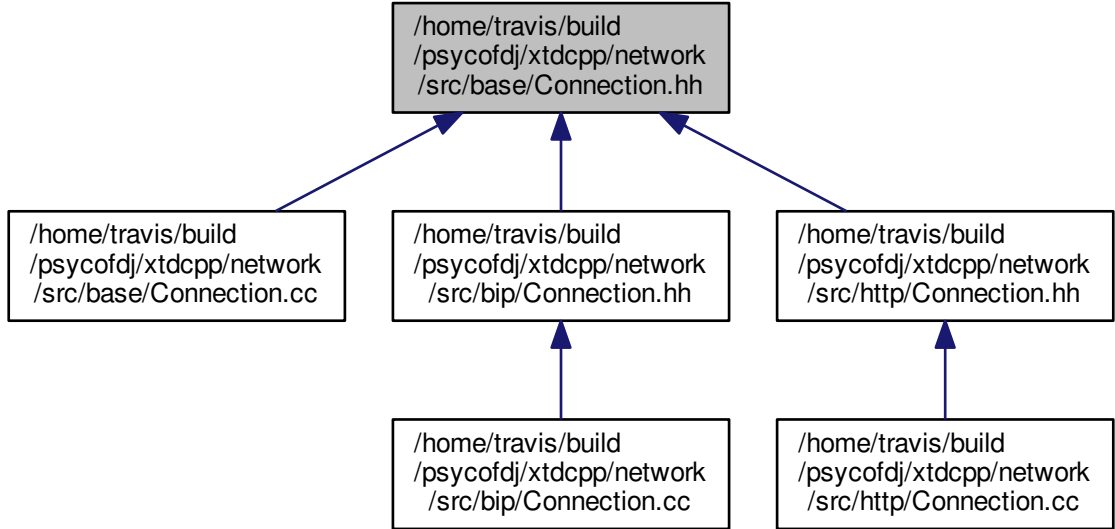 /home/travis/build
/psycofdj/xtdcpp/network
/src/base/Connection.hh
/home/travis/build
/psycofdj/xtdcpp/network
/src/base/Connection.cc
/home/travis/build
/psycofdj/xtdcpp/network
/src/bip/Connection.hh
/home/travis/build
/psycofdj/xtdcpp/network
/src/http/Connection.hh
/home/travis/build
/psycofdj/xtdcpp/network
/src/bip/Connection.cc
/home/travis/build
/psycofdj/xtdcpp/network
/src/http/Connection.cc